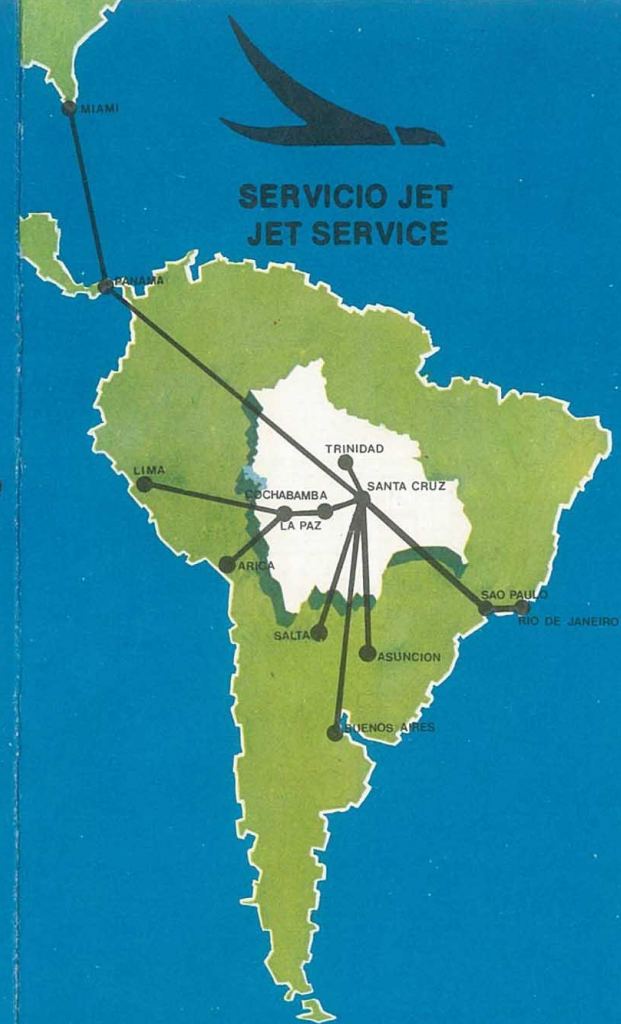 MIAMI
SERVICIO JET
JET SERVICE
PANAMA
TRINIDAD
LIMA
SANTA CRUZ
COCHABAMBA
LA PAZ
ARICA
SAO PAULO
RIO DE JANEIRO
SALTA
ASUNCION
BUENOS AIRES